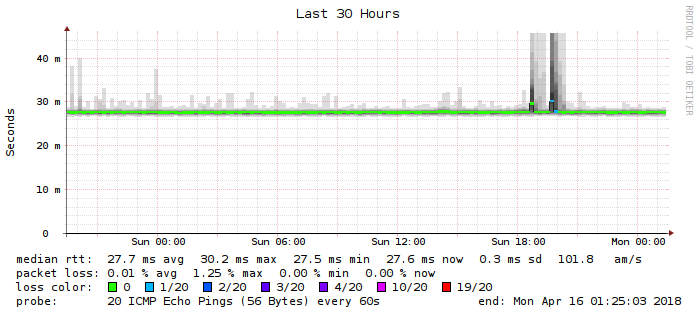 Last 30 Hours
RRDTOOL / TOBI OETIKER
Seconds
40 m
30 m
20 m
10 m
0
Sun 00:00 Sun 06:00 Sun 12:00 Sun 18:00 Mon 00:00
median rtt: 27.7 ms avg 30.2 ms max 27.5 ms min 27.6 ms now 0.3 ms sd 101.8 am/s
packet loss: 0.01 % avg 1.25 % max 0.00 % min 0.00 % now
loss color: 0 1/20 2/20 3/20 4/20 10/20 19/20
probe: 20 ICMP Echo Pings (56 Bytes) every 60s end: Mon Apr 16 01:25:03 2018